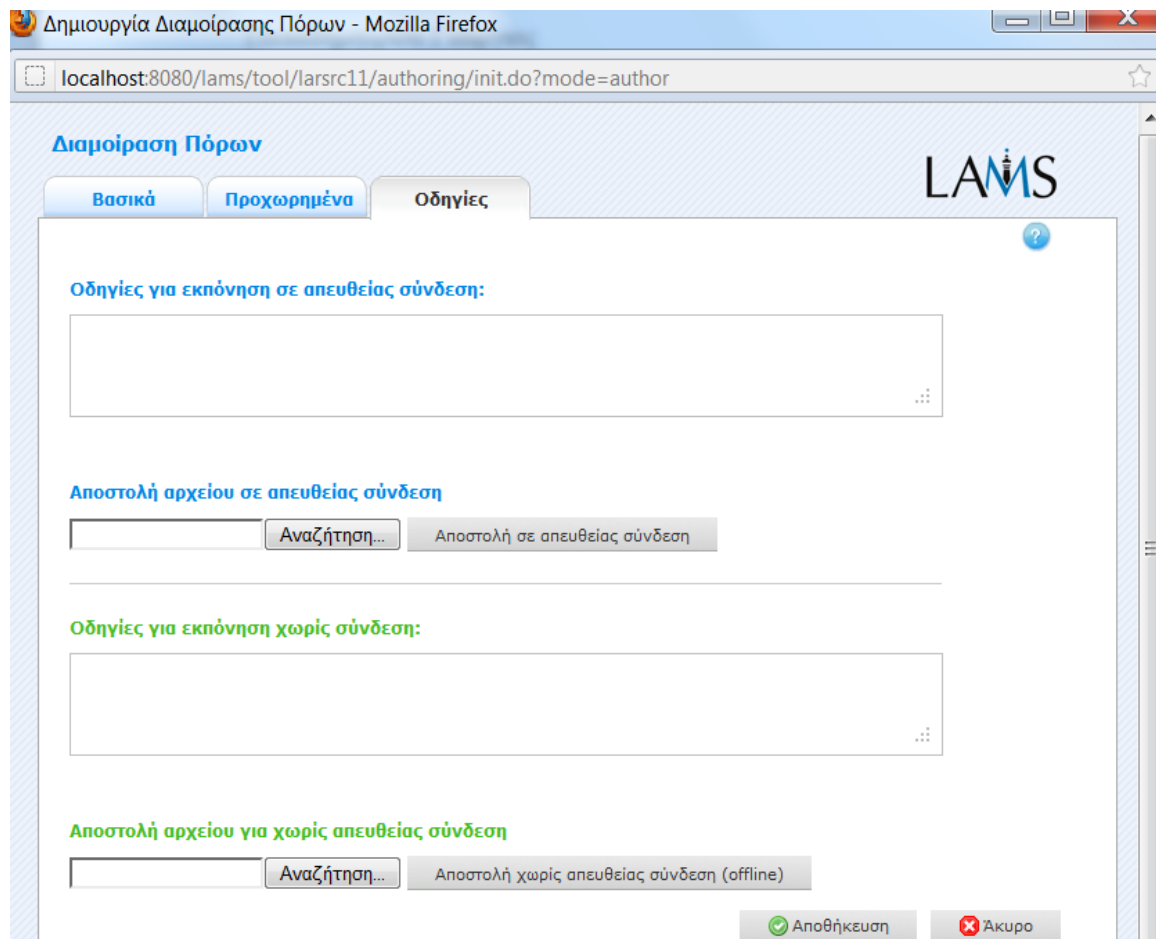 Δημιουργία Διαμοίρασης Πόρων - Mozilla Firefox
localhost:8080/lams/tool/larsrc11/authoring/init.do?mode=author
Διαμοίραση Πόρων
LAMS
Βασικά Προχωρημένα Οδηγίες
?
Οδηγίες για εκπόνηση σε απευθείας σύνδεση:
Αποστολή αρχείου σε απευθείας σύνδεση
Αναζήτηση... Αποστολή σε απευθείας σύνδεση
Οδηγίες για εκπόνηση χωρίς σύνδεση:
Αποστολή αρχείου για χωρίς απευθείας σύνδεση
Αναζήτηση... Αποστολή χωρίς απευθείας σύνδεση (offline)
Αποθήκευση Άκυρο